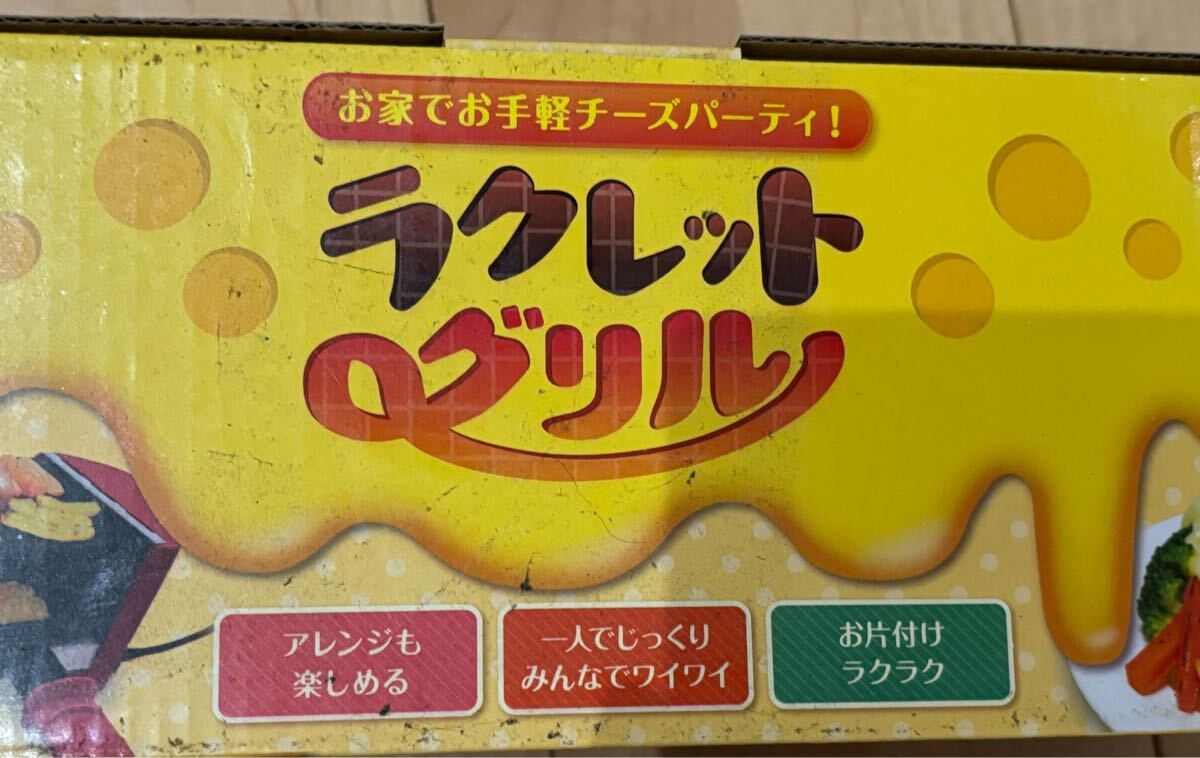 お家でお手軽チーズパーティ！
ラクレット
グリル
アレンジも
楽しめる
一人でじっくり
みんなでワイワイ
お片付け
ラクラク